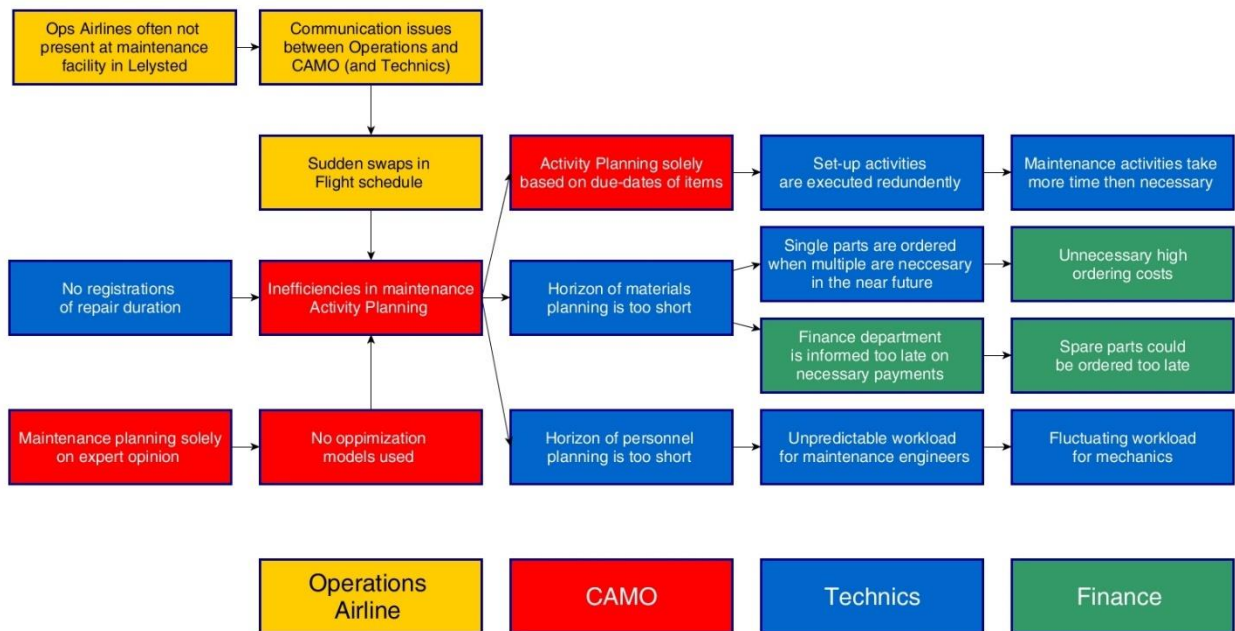 Ops Airlines often not
present at maintenance
facility in Lelysted
Communication issues
between Operations and
CAMO (and Technics)
Sudden swaps in
Flight schedule
Activity Planning solely
based on due-dates of items
Set-up activities
are executed redundently
Maintenance activities take
more time then necessary
No registrations
of repair duration
Inefficiencies in maintenance
Activity Planning
Horizon of materials
planning is too short
Single parts are ordered
when multiple are neccesary
in the near future
Unnecessary high
ordering costs
Finance department
is informed too late on
necessary payments
Spare parts could
be ordered too late
Maintenance planning solely
on expert opinion
No oppimization
models used
Horizon of personnel
planning is too short
Unpredictable workload
for maintenance engineers
Fluctuating workload
for mechanics
Operations
Airline
CAMO
Technics
Finance